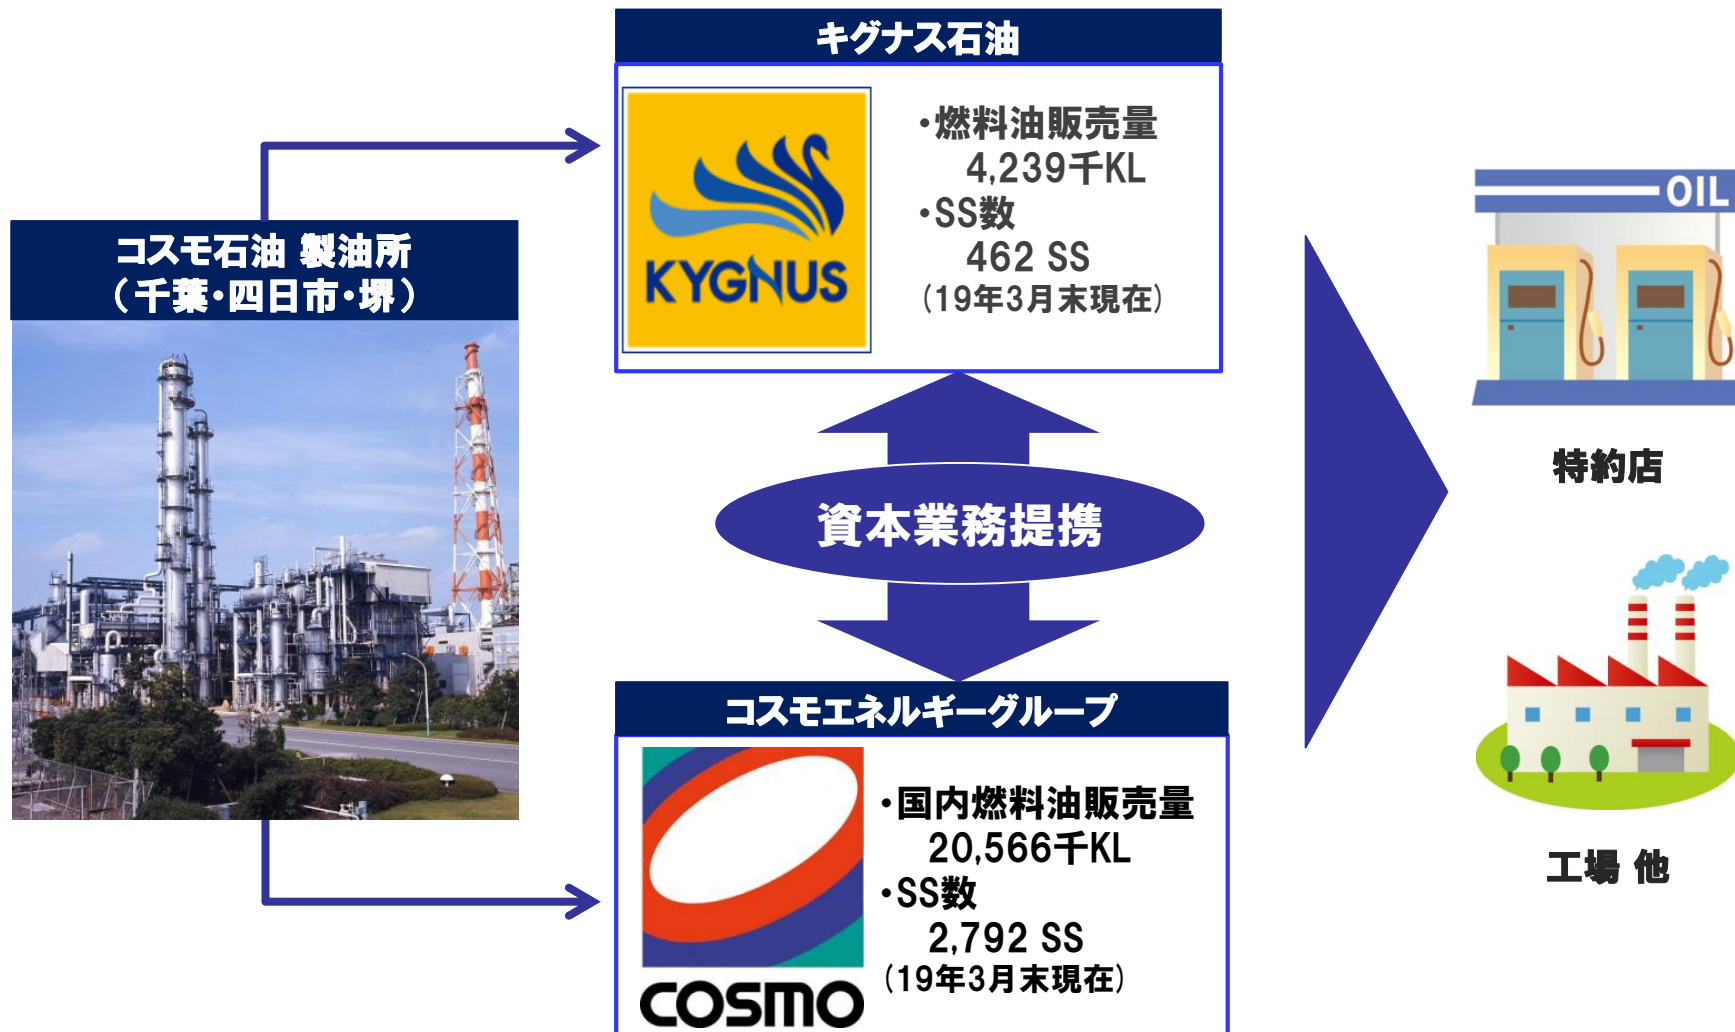 キグナス石油
KYGNUS
・燃料油販売量
4,239千KL
・SS数
462 SS
(19年3月末現在)
コスモ石油 製油所
（千葉・四日市・堺）
資本業務提携
コスモエネルギーグループ
COSMO
・国内燃料油販売量
20,566千KL
・SS数
2,792 SS
(19年3月末現在)
OIL
特約店
工場 他